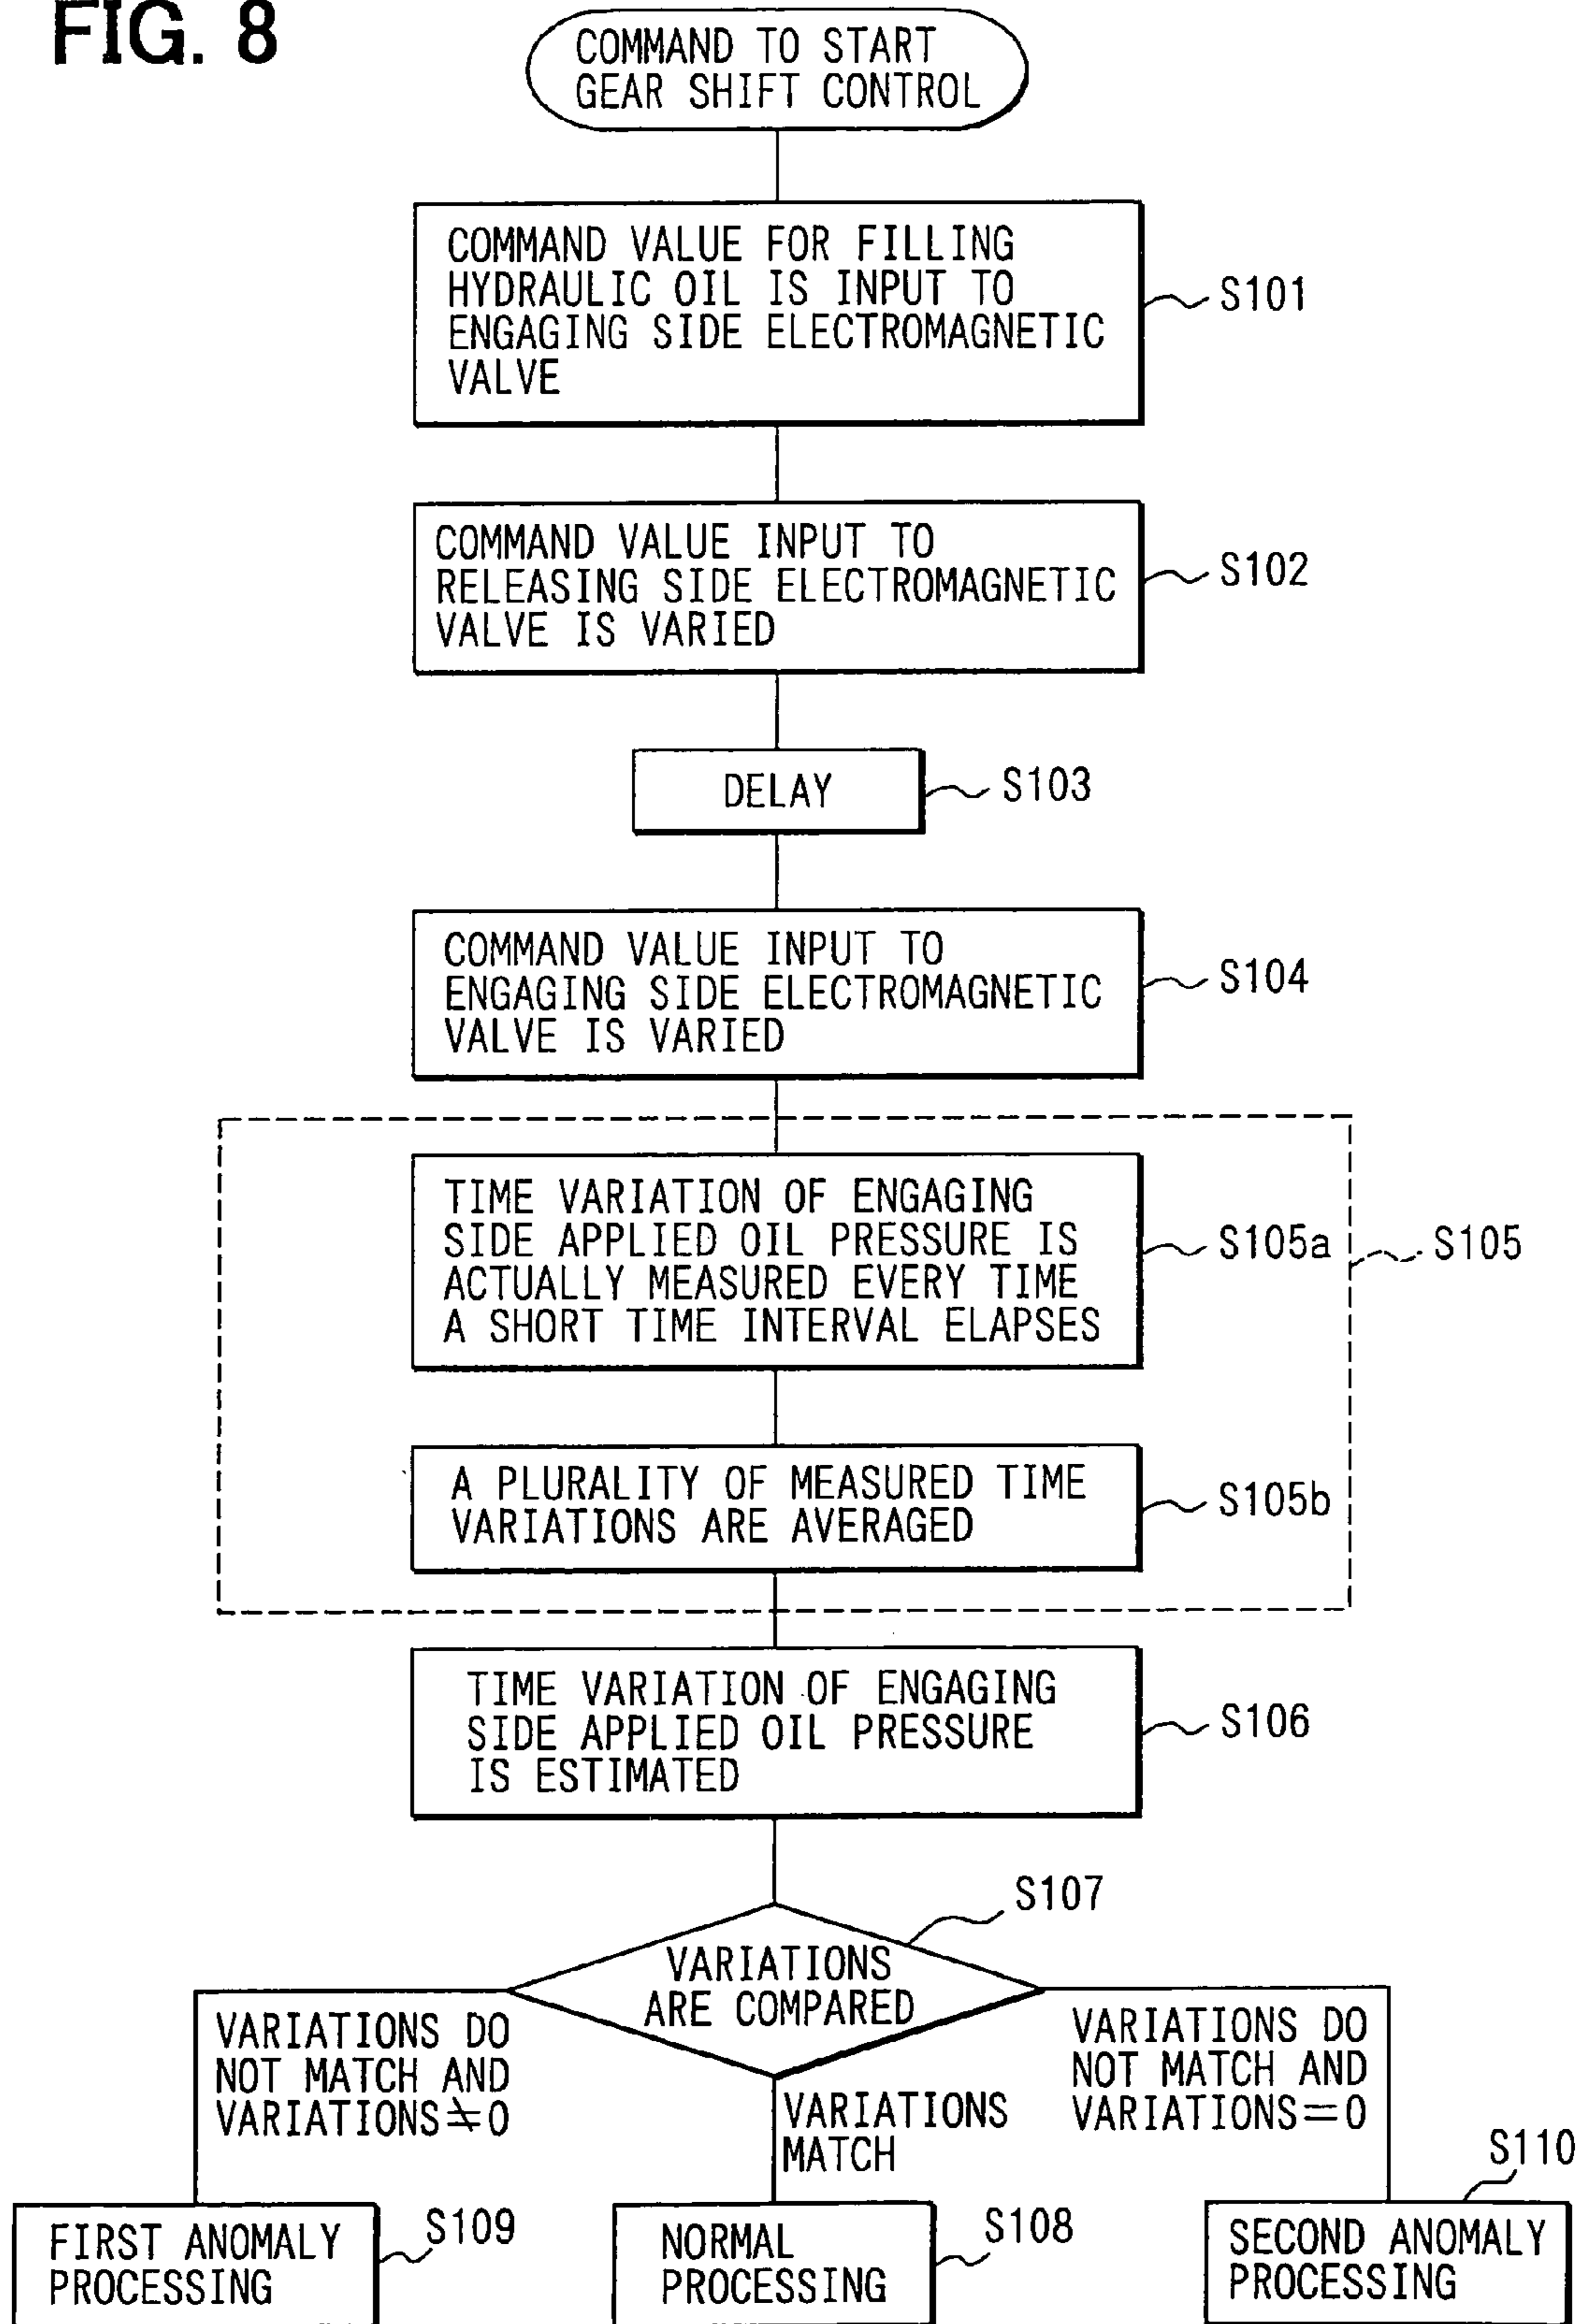 FIG. 8
COMMAND TO START
GEAR SHIFT CONTROL
COMMAND VALUE FOR FILLING
HYDRAULIC OIL IS INPUT TO
ENGAGING SIDE ELECTROMAGNETIC
VALVE
S101
COMMAND VALUE INPUT TO
RELEASING SIDE ELECTROMAGNETIC
VALVE IS VARIED
S102
DELAY
S103
COMMAND VALUE INPUT TO
ENGAGING SIDE ELECTROMAGNETIC
VALVE IS VARIED
S104
TIME VARIATION OF ENGAGING
SIDE APPLIED OIL PRESSURE IS
ACTUALLY MEASURED EVERY TIME
A SHORT TIME INTERVAL ELAPSES
S105a
S105
A PLURALITY OF MEASURED TIME
VARIATIONS ARE AVERAGED
S105b
TIME VARIATION OF ENGAGING
SIDE APPLIED OIL PRESSURE
IS ESTIMATED
S106
S107
VARIATIONS
ARE COMPARED
VARIATIONS DO
NOT MATCH AND
VARIATIONS≠0
VARIATIONS
MATCH
VARIATIONS DO
NOT MATCH AND
VARIATIONS=0
FIRST ANOMALY
PROCESSING
S109
NORMAL
PROCESSING
S108
S110
SECOND ANOMALY
PROCESSING